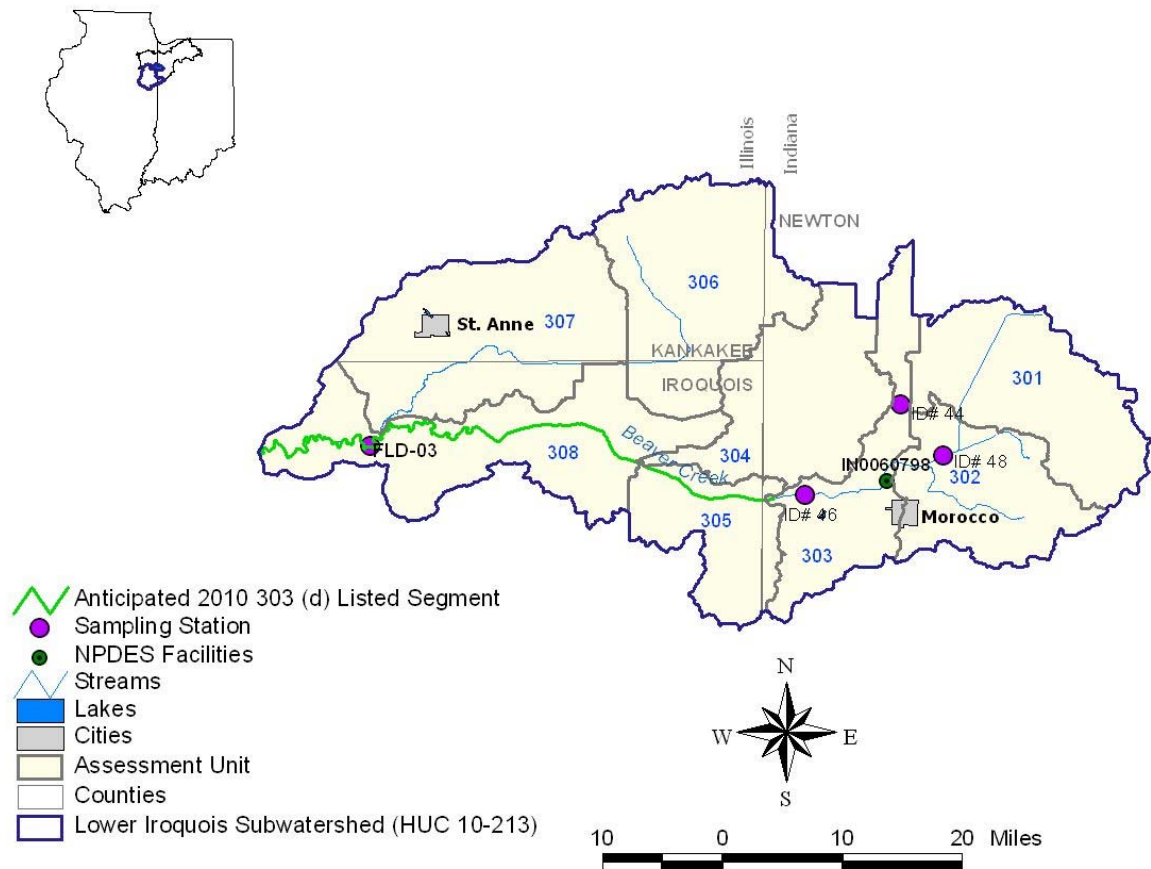 Illinois
Indiana
NEWTON
306
St. Anne
307
KANKAKEE
IROQUOIS
301
ID# 44
FLD-03
308
Beaver Creek
304
IN0060798
ID# 48
302
ID# 46
305
Morocco
303
Anticipated 2010 303 (d) Listed Segment
Sampling Station
NPDES Facilities
Streams
Lakes
Cities
Assessment Unit
Counties
Lower Iroquois Subwatershed (HUC 10-213)
N
W
E
S
10 0 10 20 Miles